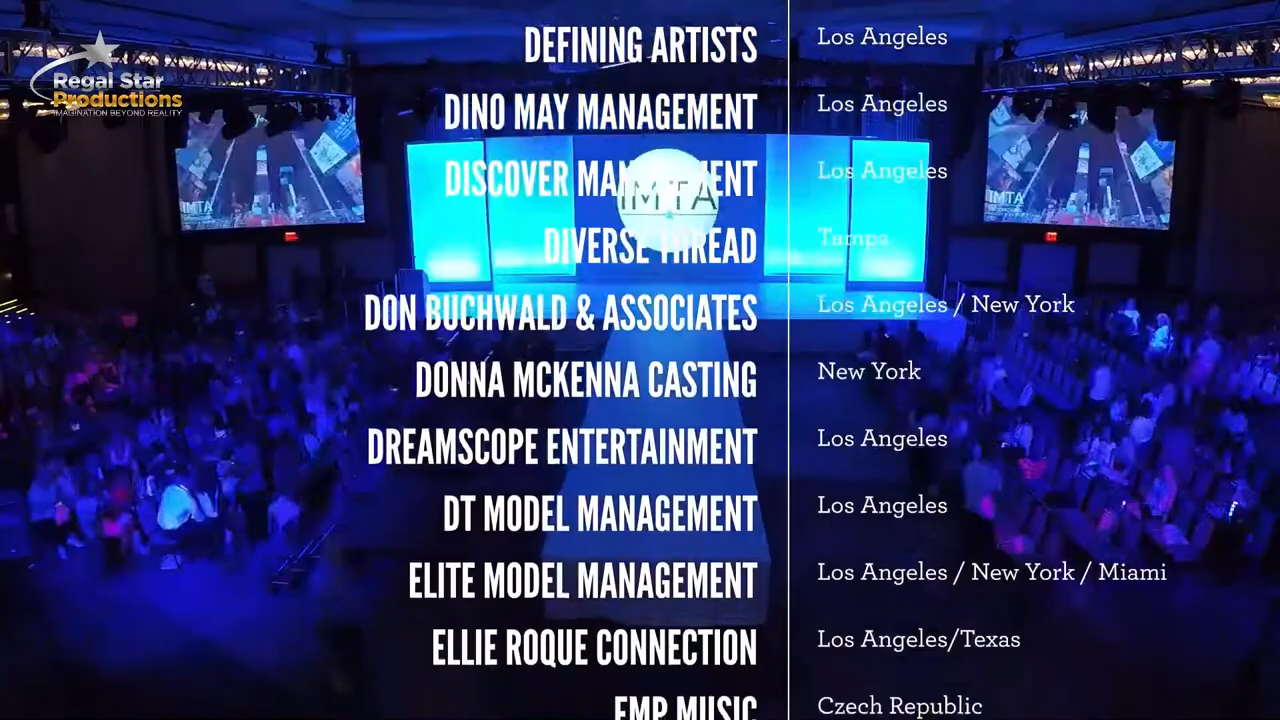 Regal Star
Productions
IMAGINATION BEYOND REALITY
DEFINING ARTISTS Los Angeles
DINO MAY MANAGEMENT Los Angeles
DISCOVER MANAGEMENT Los Angeles
DIVERSE THREAD Tampa
DON BUCHWALD & ASSOCIATES Los Angeles / New York
DONNA MCKENNA CASTING New York
DREAMSCOPE ENTERTAINMENT Los Angeles
DT MODEL MANAGEMENT Los Angeles
ELITE MODEL MANAGEMENT Los Angeles / New York / Miami
ELLIE ROQUE CONNECTION Los Angeles/Texas
EMP MUSIC Czech Republic
IMTA
IMTA
IMTA